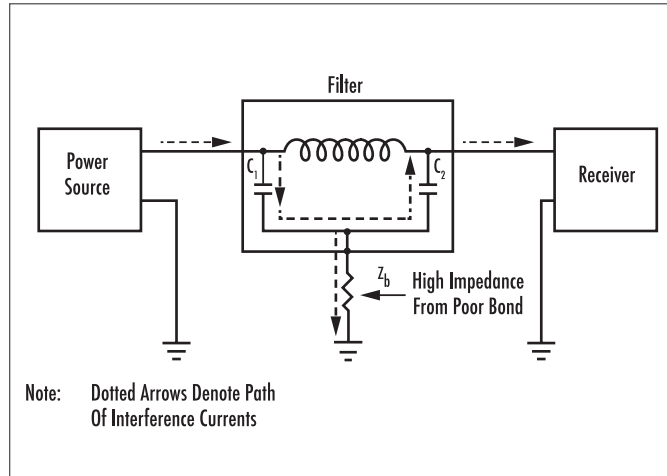 Filter
Power
Source
C1
C2
Receiver
Zb
High Impedance
From Poor Bond
Note: Dotted Arrows Denote Path
Of Interference Currents